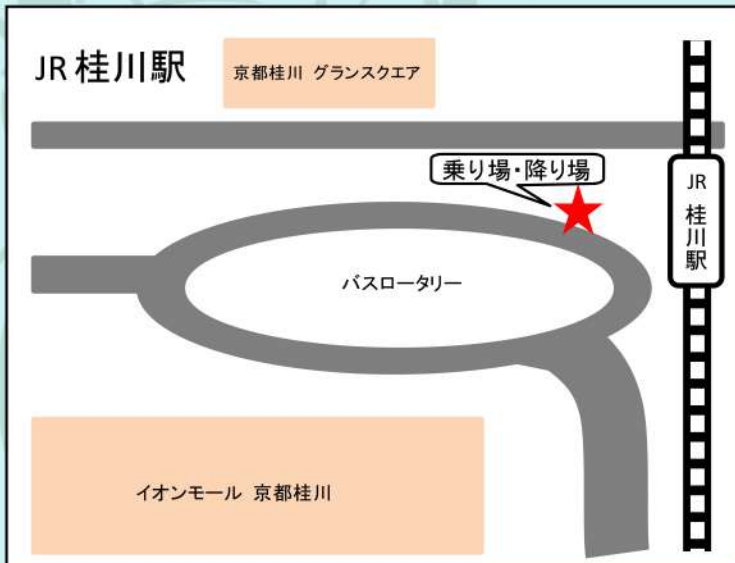 JR 桂川駅
京都桂川 グランスクエア
乗り場・降り場
JR
桂川駅
バスロータリー
イオンモール 京都桂川